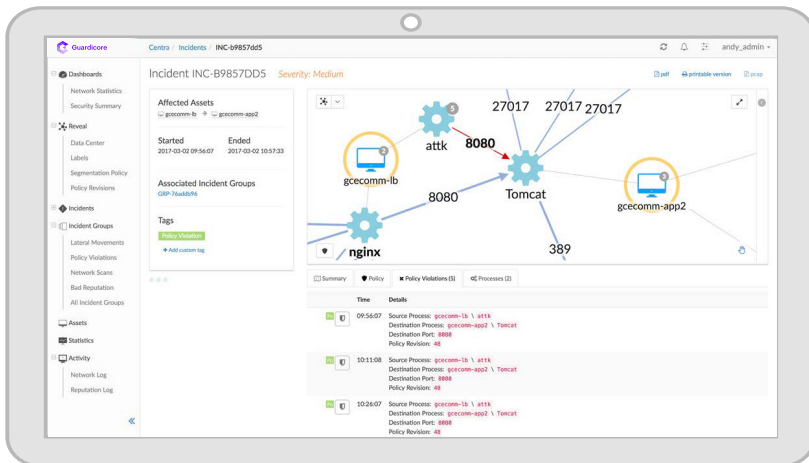 Guardicore
Centra / Incidents / INC-b9857dd5
andy_admin
Dashboards
Network Statistics
Security Summary
Reveal
Data Center
Labels
Segmentation Policy
Policy Revisions
Incidents
Incident Groups
Lateral Movements
Policy Violations
Network Scans
Bad Reputation
All Incident Groups
Assets
Statistics
Activity
Network Log
Reputation Log
Incident INC-B9857DD5 Severity: Medium
pdf printable version pcap
Affected Assets
gcecomm-lb gcecomm-app2
Started Ended
2017-03-02 09:56:07 2017-03-02 10:57:33
Associated Incident Groups
GRP-76addb96
Tags
Policy Violation
+ Add custom tag
5
attk
8080
27017
27017
27017
2
gcecomm-lb
8080
Tomcat
3
gcecomm-app2
nginx
389
Summary Policy Policy Violations (5) Processes (2)
Time Details
09:56:07 Source Process: gcecomm-lb \ attk
Destination Process: gcecomm-app2 \ Tomcat
Destination Port: 8080
Policy Revision: 48
10:11:08 Source Process: gcecomm-lb \ attk
Destination Process: gcecomm-app2 \ Tomcat
Destination Port: 8080
Policy Revision: 48
10:26:07 Source Process: gcecomm-lb \ attk
Destination Process: gcecomm-app2 \ Tomcat
Destination Port: 8080
Policy Revision: 48